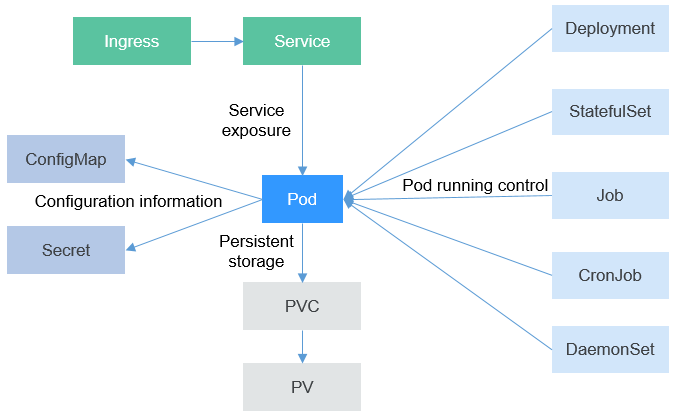 Ingress
Service
Deployment
Service
exposure
StatefulSet
ConfigMap
Configuration information
Pod
Pod running control
Job
Secret
Persistent
storage
CronJob
PVC
DaemonSet
PV